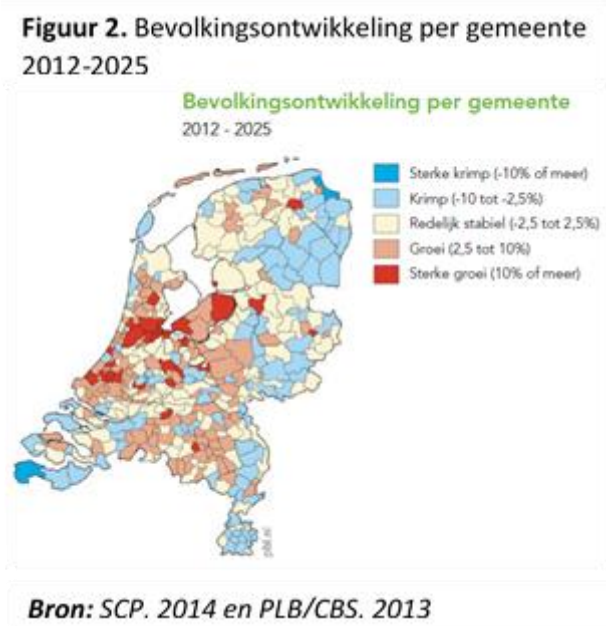 Figuur 2. Bevolkingsontwikkeling per gemeente
2012-2025
Bevolkingsontwikkeling per gemeente
2012 - 2025
Sterke krimp (-10% of meer)
Krimp (-10 tot -2,5%)
Redelijk stabiel (-2,5 tot 2,5%)
Groei (2,5 tot 10%)
Sterke groei (10% of meer)
pbl.nl
Bron: SCP. 2014 en PLB/CBS. 2013